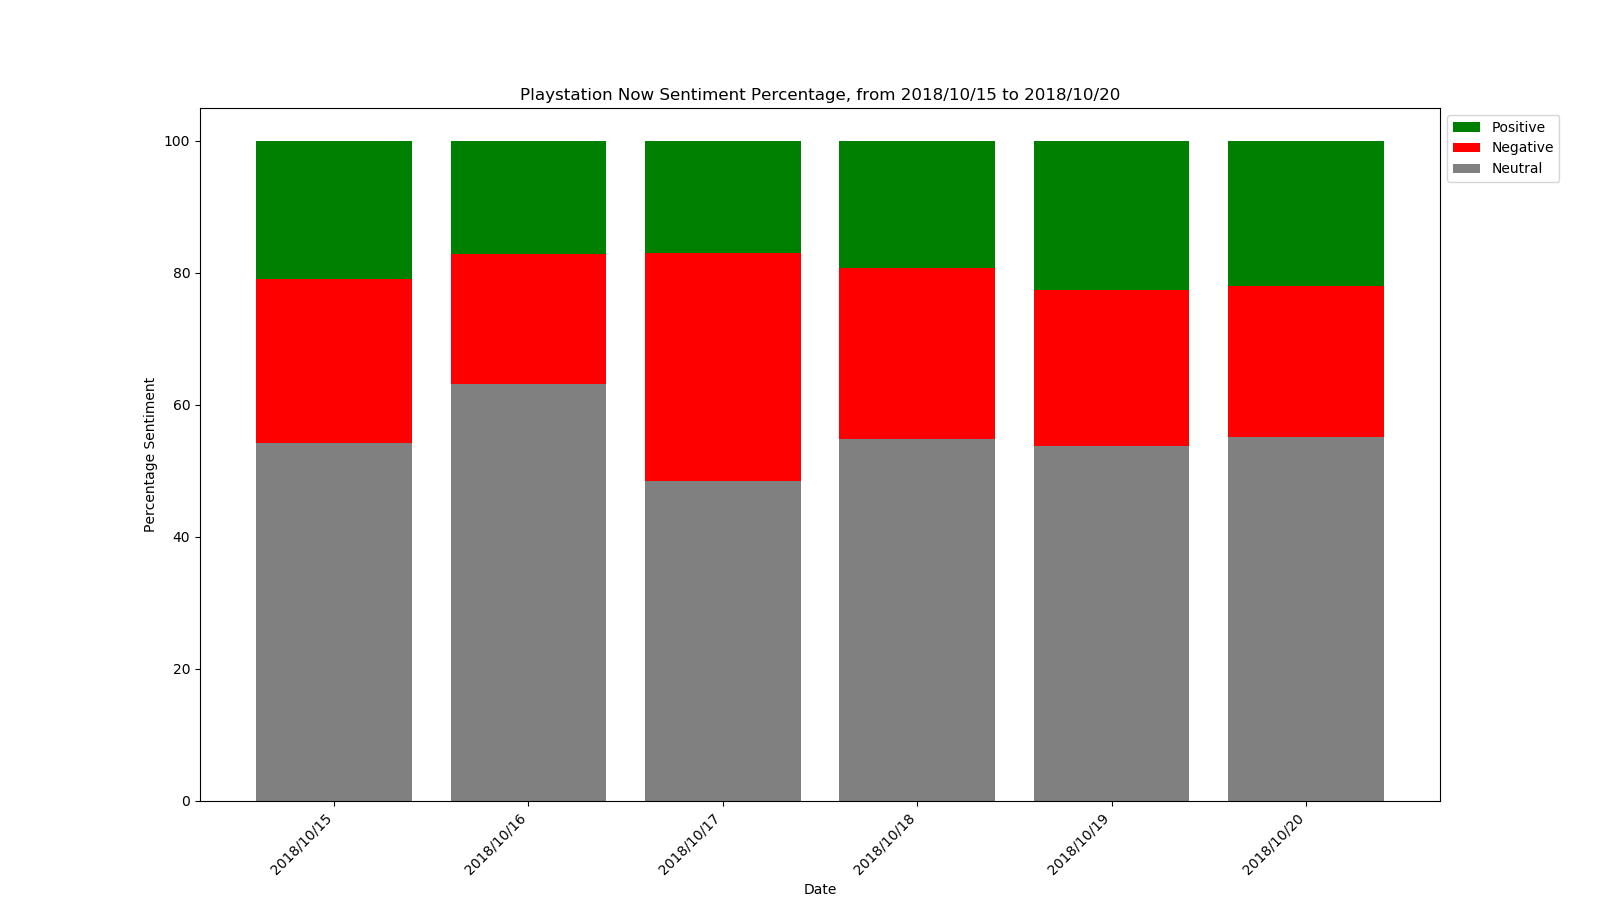 Playstation Now Sentiment Percentage, from 2018/10/15 to 2018/10/20
Positive
Negative
Neutral
Percentage Sentiment
100
80
60
40
20
0
2018/10/15
2018/10/16
2018/10/17
2018/10/18
2018/10/19
2018/10/20
Date